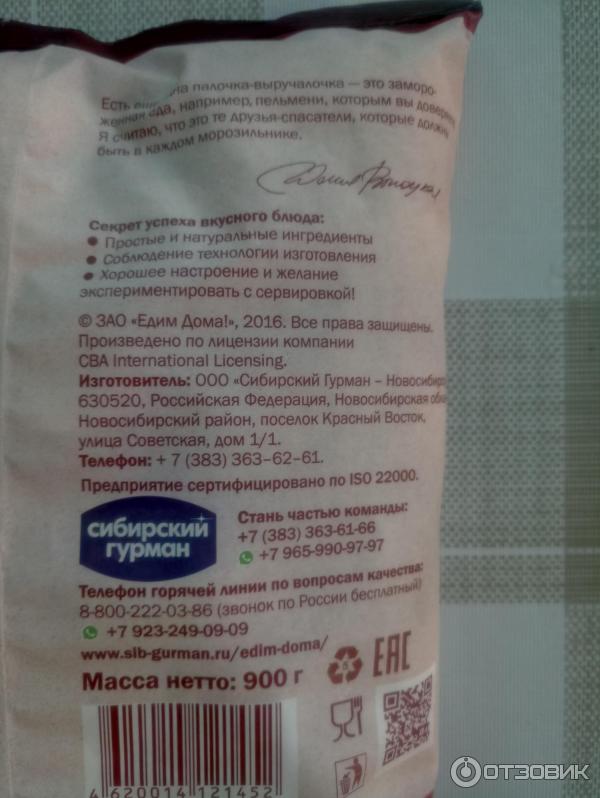 на палочка-выручалочка — это заморо-
Есть
женная еда, например, пельмени, которым вы доверяете
Я считаю, что это те друзья-спасатели, которые должны
быть в каждом морозильнике.
Секрет успеха вкусного блюда:
• Простые и натуральные ингредиенты
• Соблюдение технологии изготовления
• Хорошее настроение и желание
экспериментировать с сервировкой!
© ЗАО «Едим Дома!», 2016. Все права защищены.
Произведено по лицензии компании
CBA International Licensing.
Изготовитель: ООО «Сибирский Гурман – Новосибирс
630520, Российская Федерация, Новосибирская обла
Новосибирский район, поселок Красный Восток,
улица Советская, дом 1/1.
Телефон: + 7 (383) 363–62–61.
Предприятие сертифицировано по ISO 22000.
сибирский
гурман
Стань частью команды:
+7 (383) 363-61-66
+7 965-990-97-97
Телефон горячей линии по вопросам качества:
8-800-222-03-86 (звонок по России бесплатный)
+7 923-249-09-09
www.sib-gurman.ru/edim-doma/
5
EAC
Масса нетто: 900 г
4 620014 121452
ОТЗОВИК